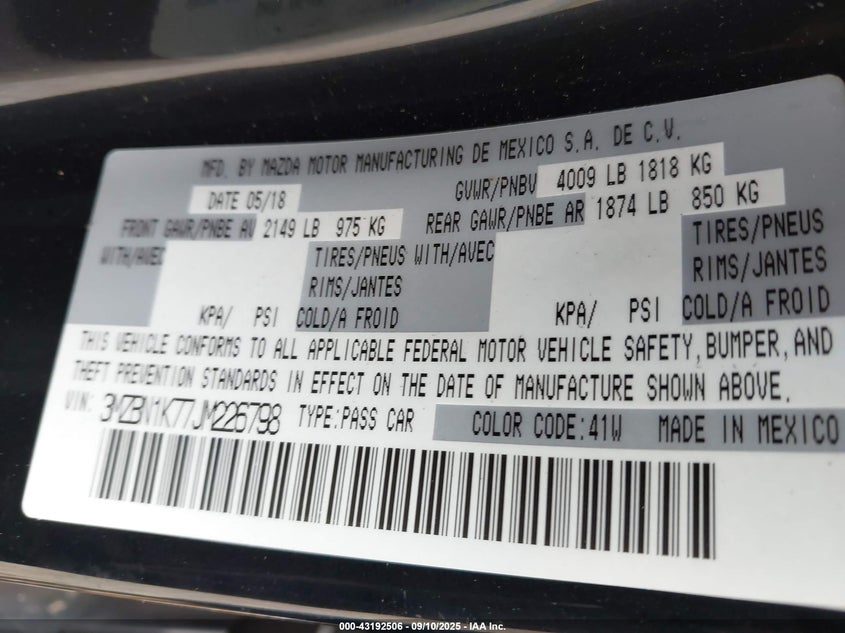 MFD. BY MAZDA MOTOR MANUFACTURING DE MEXICO S.A. DE C.V.
DATE 05/18 GVWR/PNBV 4009 LB 1818 KG
FRONT GAWR/PNBE AV 2149 LB 975 KG REAR GAWR/PNBE AR 1874 LB 850 KG
WITH/AVEC TIRES/PNEUS WITH/AVEC TIRES/PNEUS
RIMS/JANTES RIMS/JANTES
KPA/ PSI COLD/A FROID KPA/ PSI COLD/A FROID
THIS VEHICLE CONFORMS TO ALL APPLICABLE FEDERAL MOTOR VEHICLE SAFETY, BUMPER, AND
THEFT PREVENTION STANDARDS IN EFFECT ON THE DATE OF MANUFACTURE SHOWN ABOVE.
VIN: 3MZBN1K77JM226798 TYPE:PASS CAR COLOR CODE:41W MADE IN MEXICO
000-43192506 - 09/10/2025 - IAA Inc.